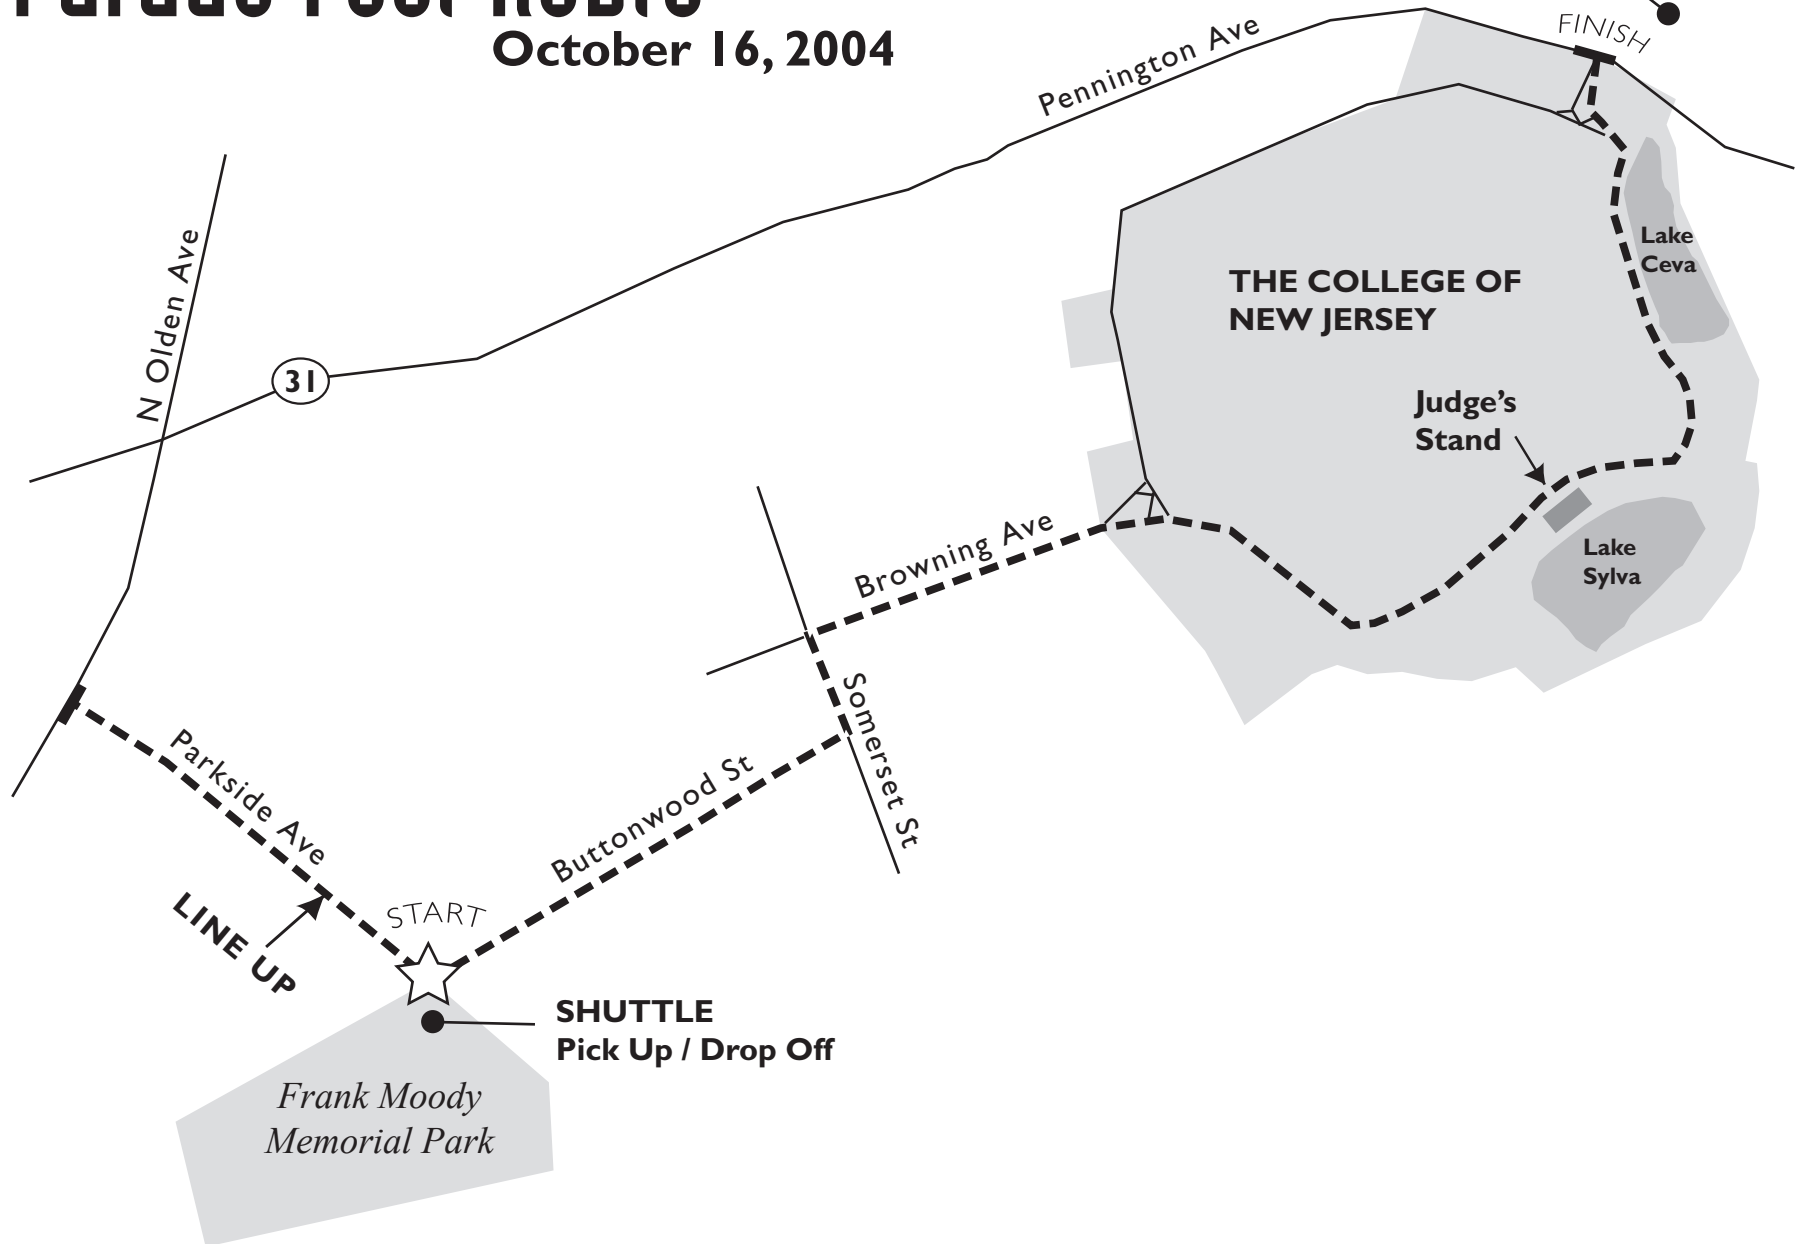 October 16, 2004
FINISH
Pennington Ave
N Olden Ave
31
Lake
Ceva
THE COLLEGE OF
NEW JERSEY
Judge's
Stand
Browning Ave
Lake
Sylva
Somerset St
Parkside Ave
Buttonwood St
LINE UP
START
SHUTTLE
Pick Up / Drop Off
Frank Moody
Memorial Park